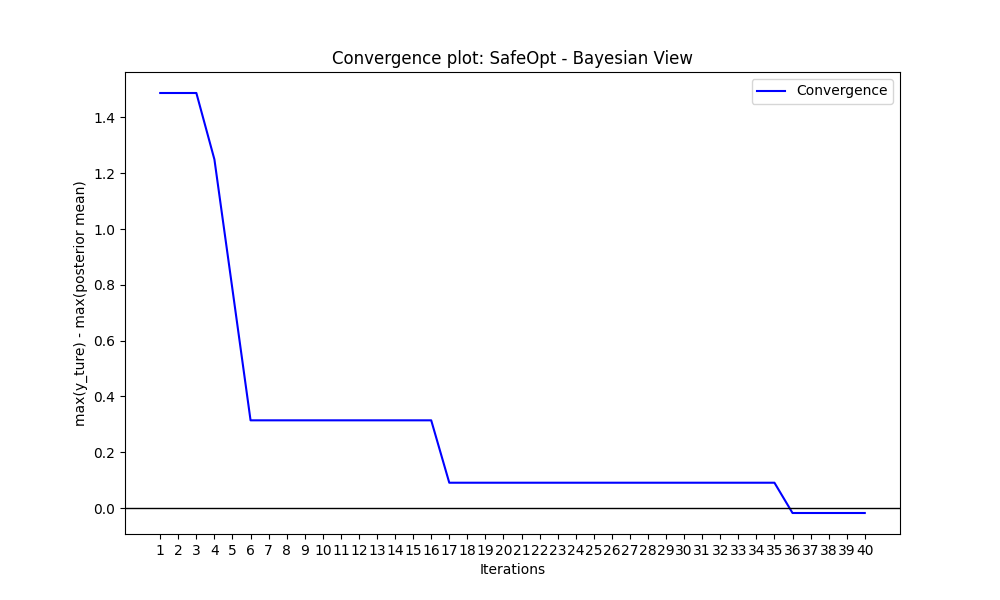 Convergence plot: SafeOpt - Bayesian View
Convergence
max(y_ture) - max(posterior mean)
1.4
1.2
1.0
0.8
0.6
0.4
0.2
0.0
1 2 3 4 5 6 7 8 9 10 11 12 13 14 15 16 17 18 19 20 21 22 23 24 25 26 27 28 29 30 31 32 33 34 35 36 37 38 39 40
Iterations